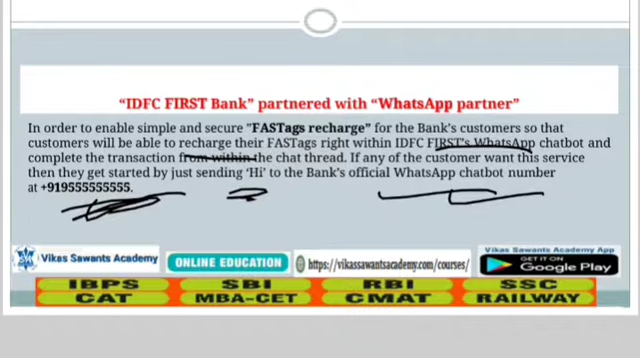 “IDFC FIRST Bank” partnered with “WhatsApp partner”
In order to enable simple and secure "FASTags recharge” for the Bank’s customers so that
customers will be able to recharge their FASTags right within IDFC FIRST’s WhatsApp chatbot and
complete the transaction from within the chat thread. If any of the customer want this service
then they get started by just sending ‘Hi’ to the Bank’s official WhatsApp chatbot number
at +919555555555.
Vikas Sawants Academy
ONLINE EDUCATION
https://vikassawantsacademy.com/courses/
Vikas Sawants Academy App
GET IT ON
Google Play
IBPS SBI RBI SSC
CAT MBA-CET CMAT RAILWAY